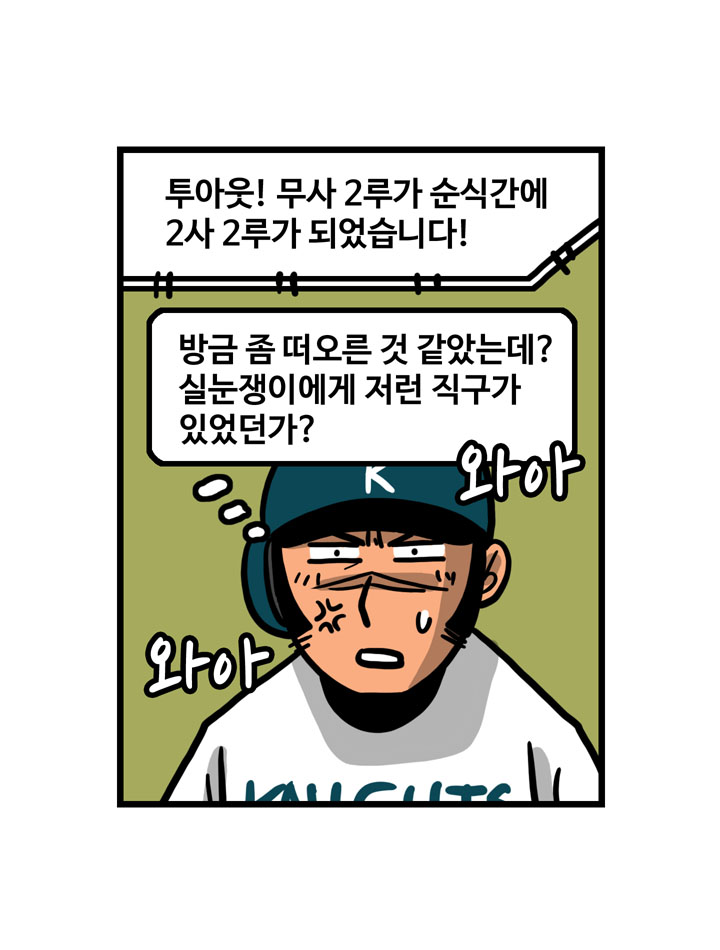 투아웃! 무사 2루가 순식간에
2사 2루가 되었습니다!
방금 좀 떠오른 것 같았는데?
실눈쟁이에게 저런 직구가
있었던가?
와아
K
와아
KNIGHTS